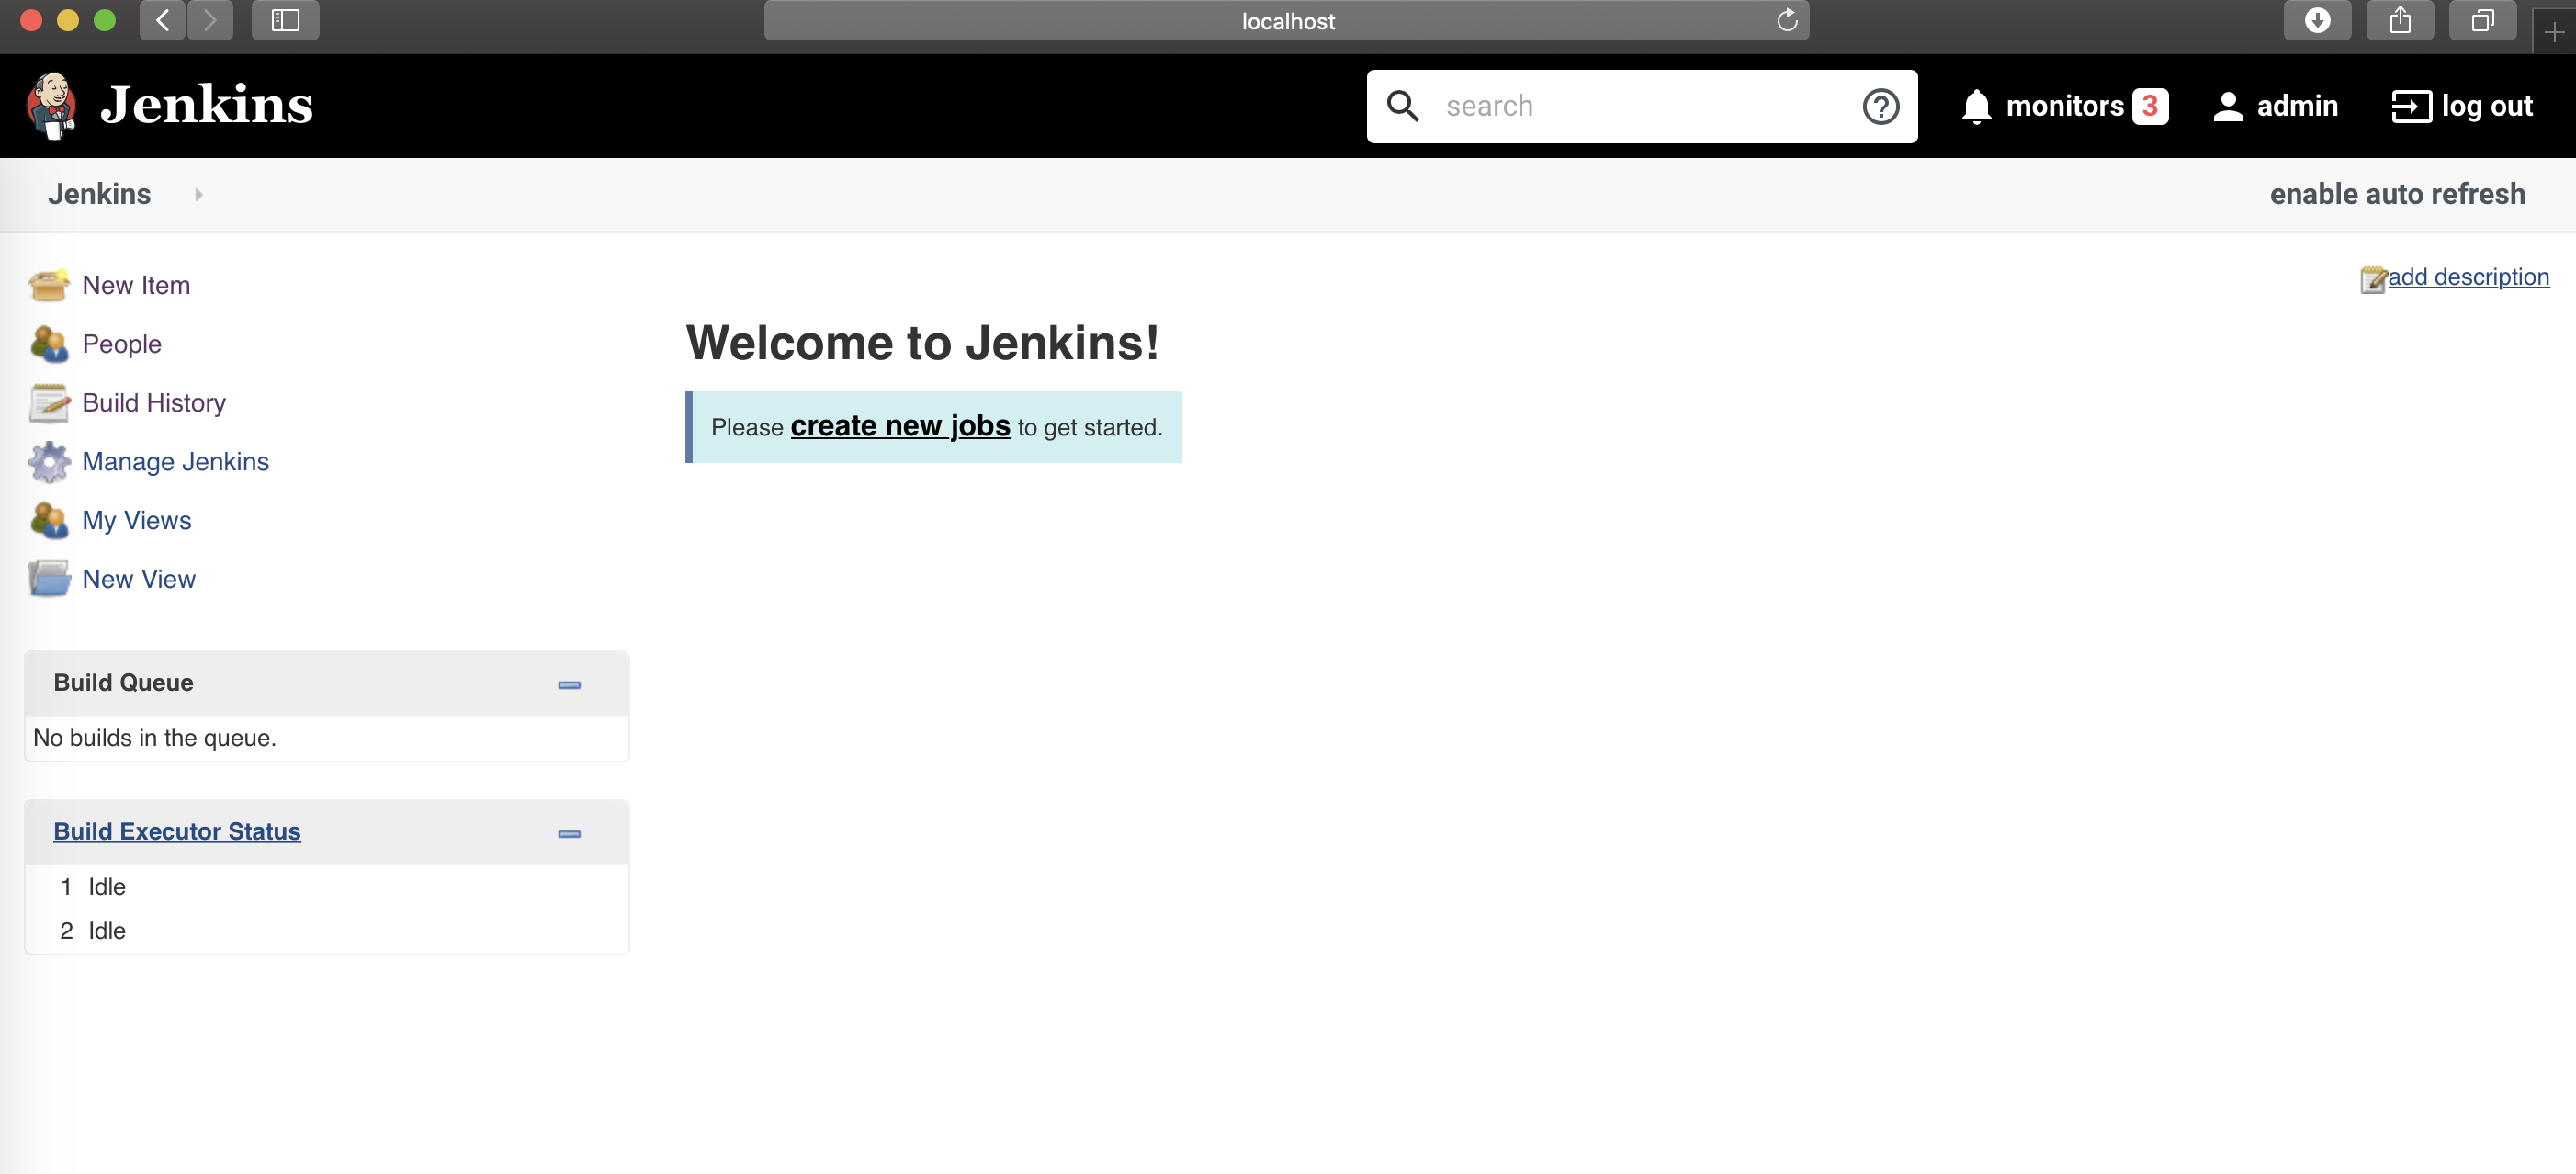 localhost
Jenkins
search
monitors 3
admin
log out
Jenkins
enable auto refresh
New Item
People
Build History
Manage Jenkins
My Views
New View
add description
Welcome to Jenkins!
Please create new jobs to get started.
Build Queue
No builds in the queue.
Build Executor Status
1 Idle
2 Idle